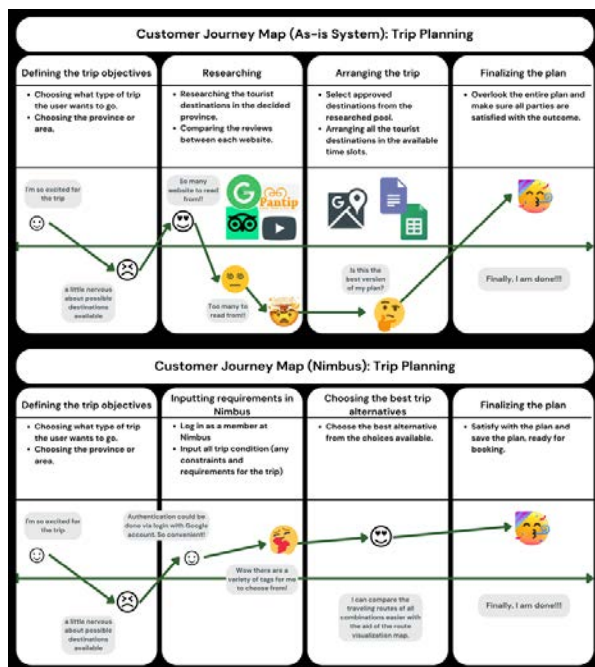 Customer Journey Map (As-is System): Trip Planning
Defining the trip objectives
Choosing what type of trip
the user wants to go.
Choosing the province or
area.
Researching
Researching the tourist
destinations in the decided
province.
Comparing the reviews
between each website.
Arranging the trip
Select approved
destinations from the
researched pool.
Arranging all the tourist
destinations in the available
time slots.
Finalizing the plan
Overlook the entire plan and
make sure all parties are
satisfied with the outcome.
I'm so excited for
the trip
a little nervous
about possible
destinations
available
So many
website to read
from!!
G
Pantip
Too many to
read from!!
G
Is this the
best version
of my plan?
Finally, I am done!!!
Customer Journey Map (Nimbus): Trip Planning
Defining the trip objectives
Choosing what type of trip
the user wants to go.
Choosing the province or
area.
Inputting requirements in
Nimbus
Log in as a member at
Nimbus
Input all trip condition (any
constraints and
requirements for the trip)
Choosing the best trip
alternatives
Choose the best alternative
from the choices available.
Finalizing the plan
Satisfy with the plan and
save the plan, ready for
booking.
I'm so excited for
the trip
a little nervous
about possible
destinations
available
Authentication could be
done via login with Google
account. So convenient!
Wow there are a
variety of tags for me
to choose from!
I can compare the
traveling routes of all
combinations easier with
the aid of the route
visualization map.
Finally, I am done!!!